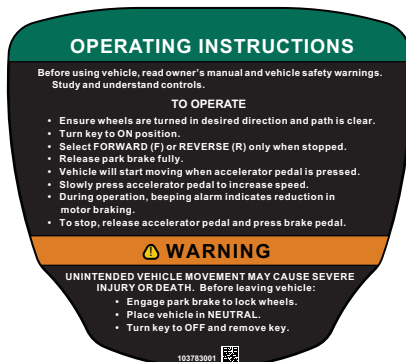 OPERATING INSTRUCTIONS
Before using vehicle, read owner's manual and vehicle safety warnings.
Study and understand controls.
TO OPERATE
• Ensure wheels are turned in desired direction and path is clear.
• Turn key to ON position.
• Select FORWARD (F) or REVERSE (R) only when stopped.
• Release park brake fully.
• Vehicle will start moving when accelerator pedal is pressed.
• Slowly press accelerator pedal to increase speed.
• During operation, beeping alarm indicates reduction in
motor braking.
• To stop, release accelerator pedal and press brake pedal.
WARNING
UNINTENDED VEHICLE MOVEMENT MAY CAUSE SEVERE
INJURY OR DEATH. Before leaving vehicle:
• Engage park brake to lock wheels.
• Place vehicle in NEUTRAL.
• Turn key to OFF and remove key.
103783001